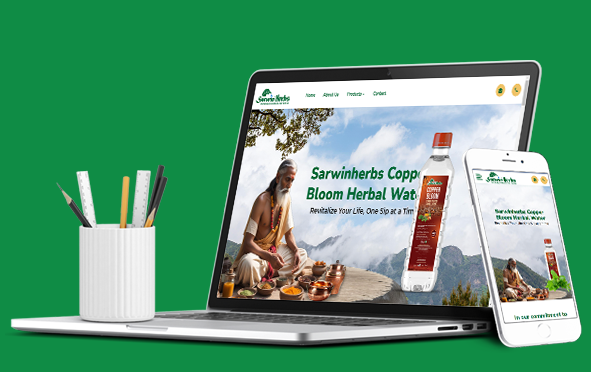 SarwinHerbs
Home About Us Products Contact
Sarwinherbs Coppe
Bloom Herbal Wate
Revitalize Your Life, One Sip at a Tim
COPPER
BLOOM
SarwinHerbs
Sarwinherbs Copper
Bloom Herbal Water
In our commitment to